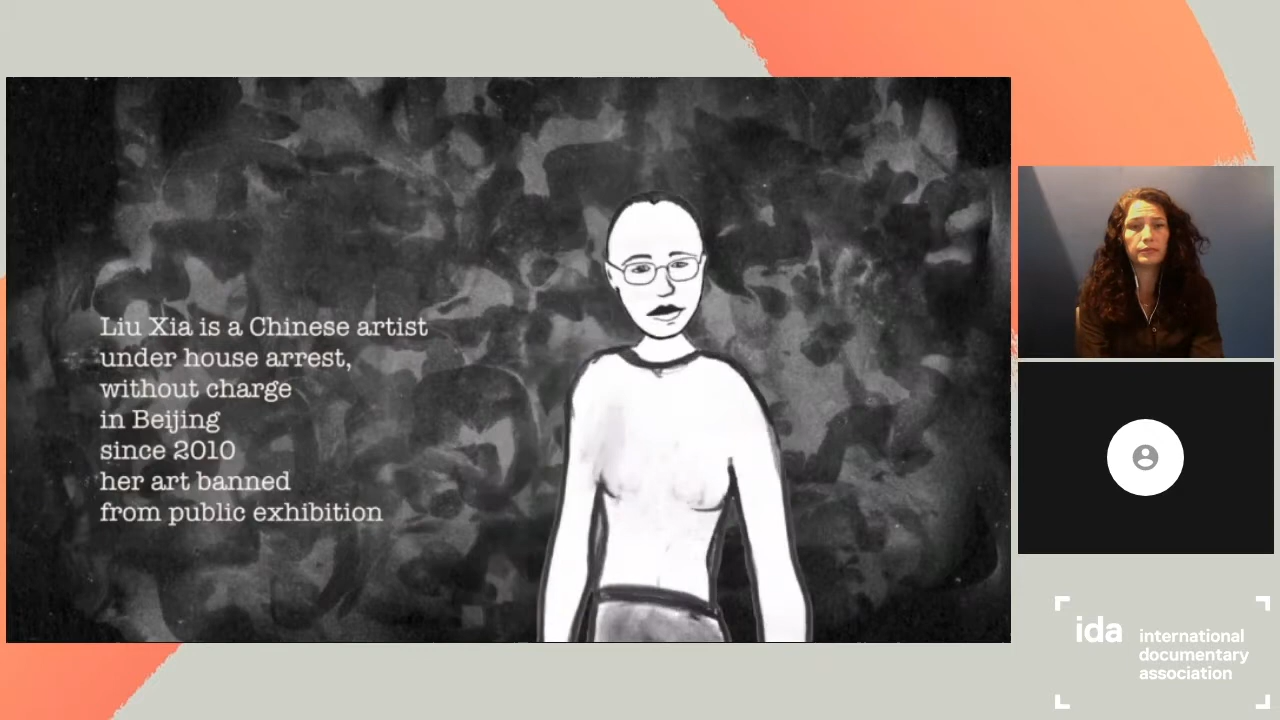 Liu Xia is a Chinese artist
under house arrest,
without charge
in Beijing
since 2010
her art banned
from public exhibition
ida international
documentary
association